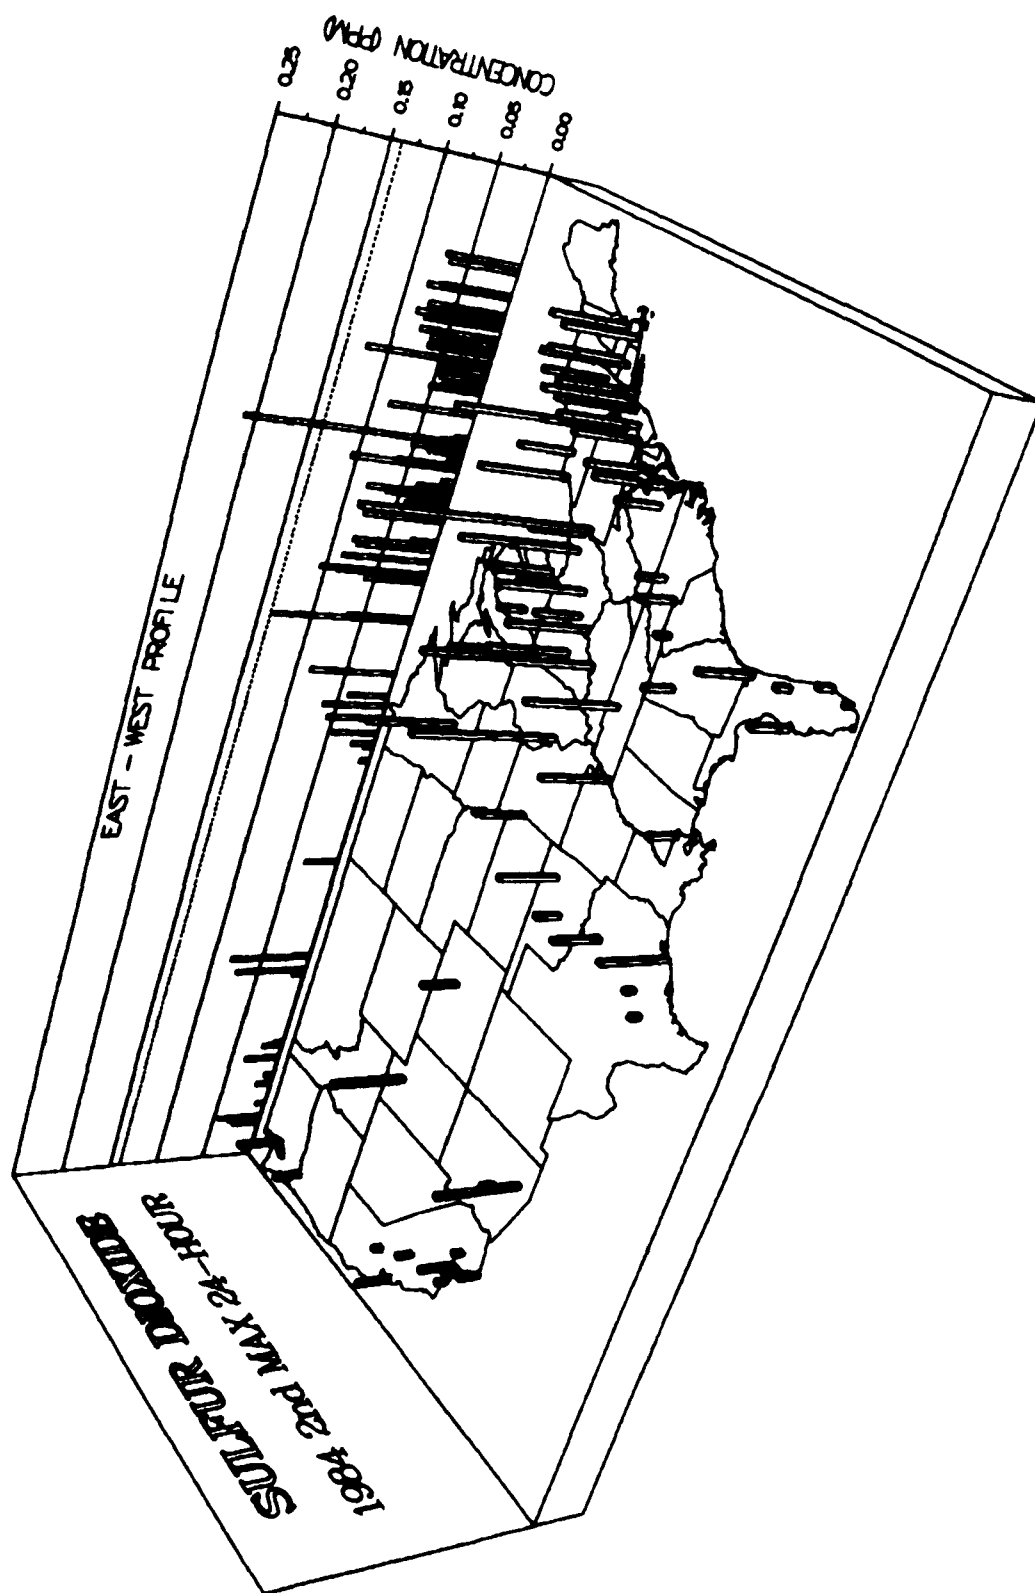 SULFUR DIOXIDE
1984 2nd MAX 24-HOUR
EAST - WEST PROFILE
CONCENTRATION (PPM)
0.25
0.20
0.15
0.10
0.05
0.00